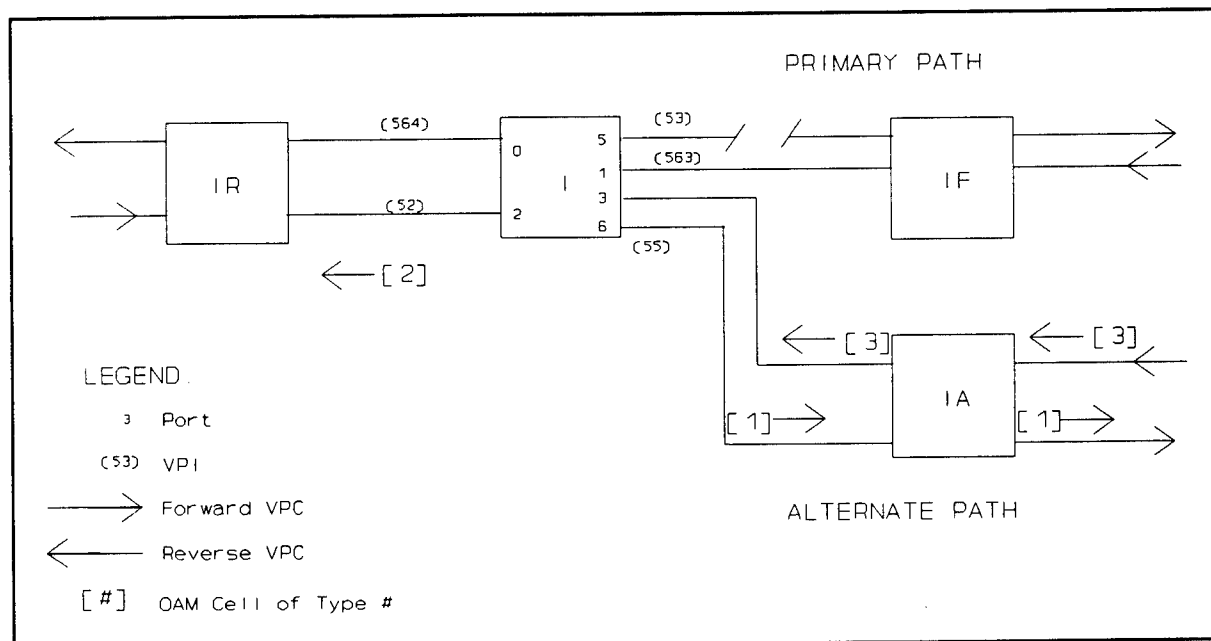 PRIMARY PATH
(564)
(53)
0
5
(563)
IR
I
1
IF
3
(52)
2
6
(55)
[2]
[3]
[3]
LEGEND.
IA
3 Port
[1]
[1]
(53) VPI
Forward VPC
ALTERNATE PATH
Reverse VPC
[#] OAM Cell of Type #